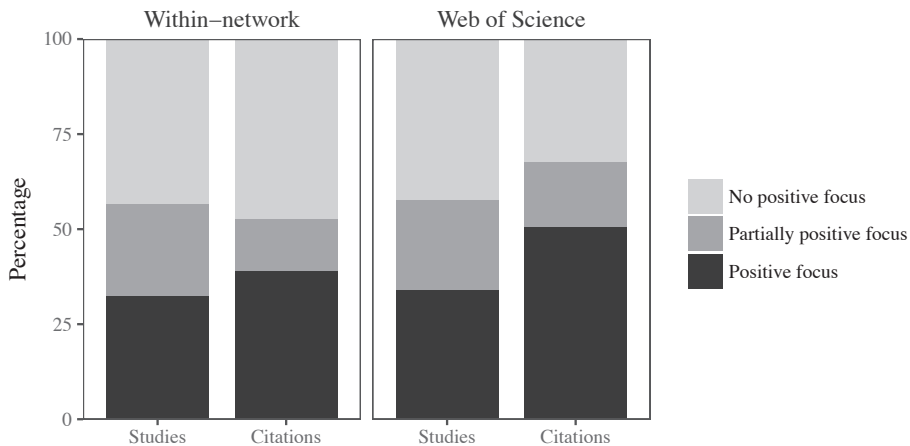 Within−network
Web of Science
100
75
50
25
0
Percentage
Studies
Citations
Studies
Citations
No positive focus
Partially positive focus
Positive focus